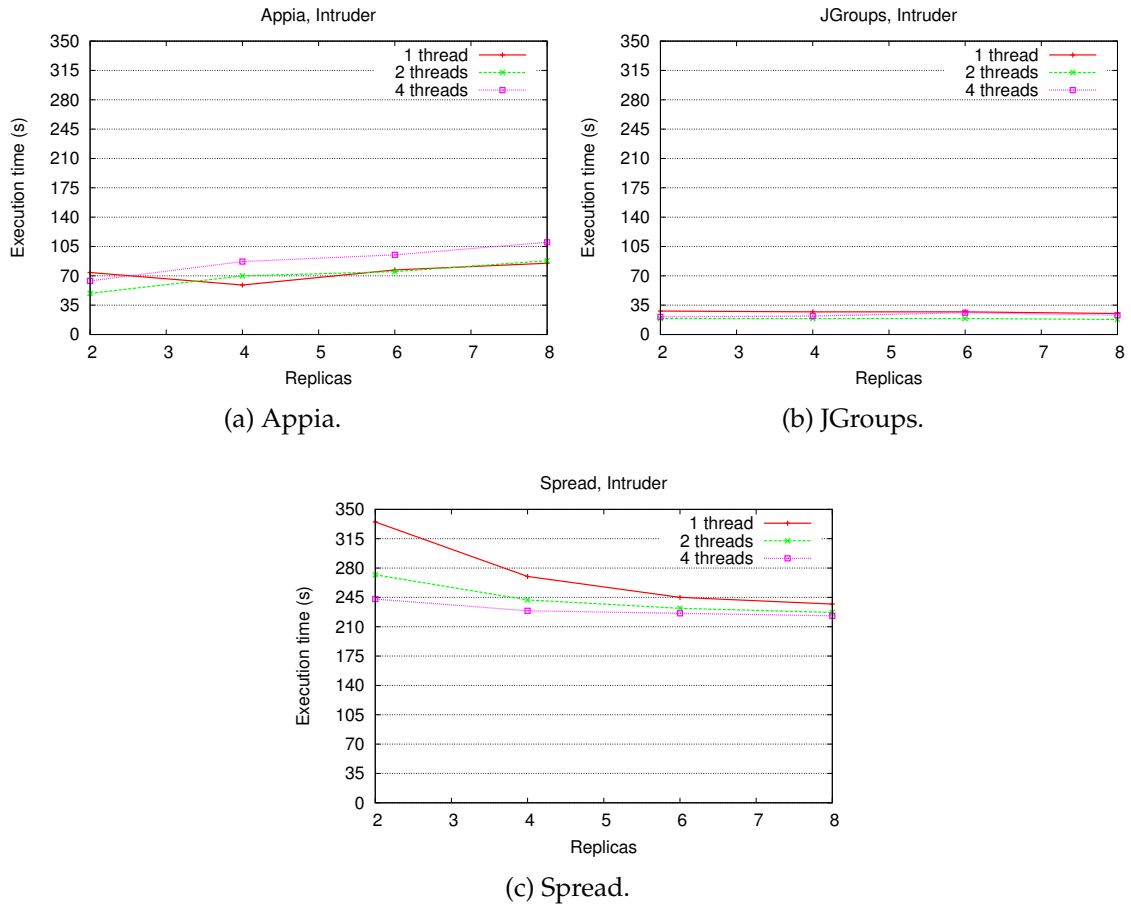 Appia, Intruder
350
315
280
245
210
175
140
105
70
35
0
Execution time (s)
1 thread
2 threads
4 threads
2 3 4 5 6 7 8
Replicas
(a) Appia.
JGroups, Intruder
350
315
280
245
210
175
140
105
70
35
0
Execution time (s)
1 thread
2 threads
4 threads
2 3 4 5 6 7 8
Replicas
(b) JGroups.
Spread, Intruder
350
315
280
245
210
175
140
105
70
35
0
Execution time (s)
1 thread
2 threads
4 threads
2 3 4 5 6 7 8
Replicas
(c) Spread.